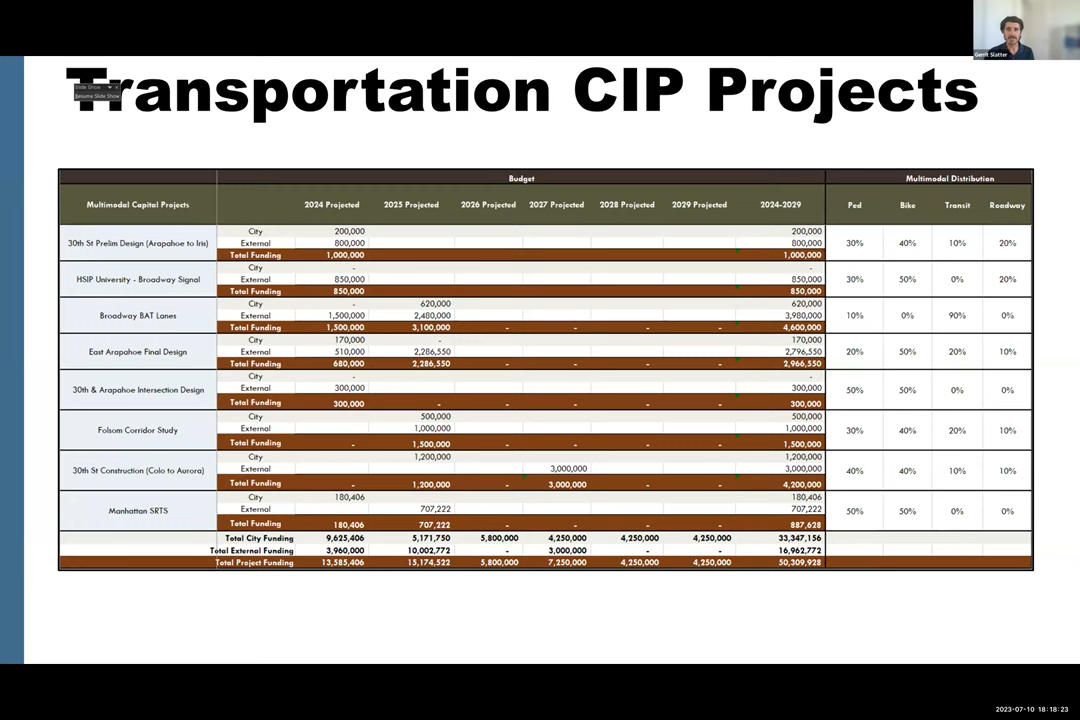 Gerrit Slatter
Transportation CIP Projects
Slide Show
Resume Slide Show
Budget Multimodal Distribution
Multimodal Capital Projects 2024 Projected 2025 Projected 2026 Projected 2027 Projected 2028 Projected 2029 Projected 2024-2029 Ped Bike Transit Roadway
City 200,000 200,000
30th St Prelim Design (Arapahoe to Iris) External 800,000 800,000 30% 40% 10% 20%
Total Funding 1,000,000 1,000,000
City - -
HSIP University - Broadway Signal External 850,000 850,000 30% 50% 0% 20%
Total Funding 850,000 850,000
City - 620,000 620,000
Broadway BAT Lanes External 1,500,000 2,480,000 3,980,000 10% 0% 90% 0%
Total Funding 1,500,000 3,100,000 - - - - 4,600,000
City 170,000 - 170,000
East Arapahoe Final Design External 510,000 2,286,550 2,796,550 20% 50% 20% 10%
Total Funding 680,000 2,286,550 - - - - 2,966,550
City - -
30th & Arapahoe Intersection Design External 300,000 300,000 50% 50% 0% 0%
Total Funding 300,000 - - - - - 300,000
City 500,000 500,000
Folsom Corridor Study External 1,000,000 1,000,000 30% 40% 20% 10%
Total Funding - 1,500,000 - - - - 1,500,000
City 1,200,000 1,200,000
30th St Construction (Colo to Aurora) External 3,000,000 3,000,000 40% 40% 10% 10%
Total Funding - 1,200,000 - 3,000,000 - - 4,200,000
City 180,406 180,406
Manhattan SRTS External 707,222 707,222 50% 50% 0% 0%
Total Funding 180,406 707,222 - - - - 887,628
Total City Funding 9,625,406 5,171,750 5,800,000 4,250,000 4,250,000 4,250,000 33,347,156
Total External Funding 3,960,000 10,002,772 - 3,000,000 - - 16,962,772
Total Project Funding 13,585,406 15,174,522 5,800,000 7,250,000 4,250,000 4,250,000 50,309,928
2023-07-10 18:18:23